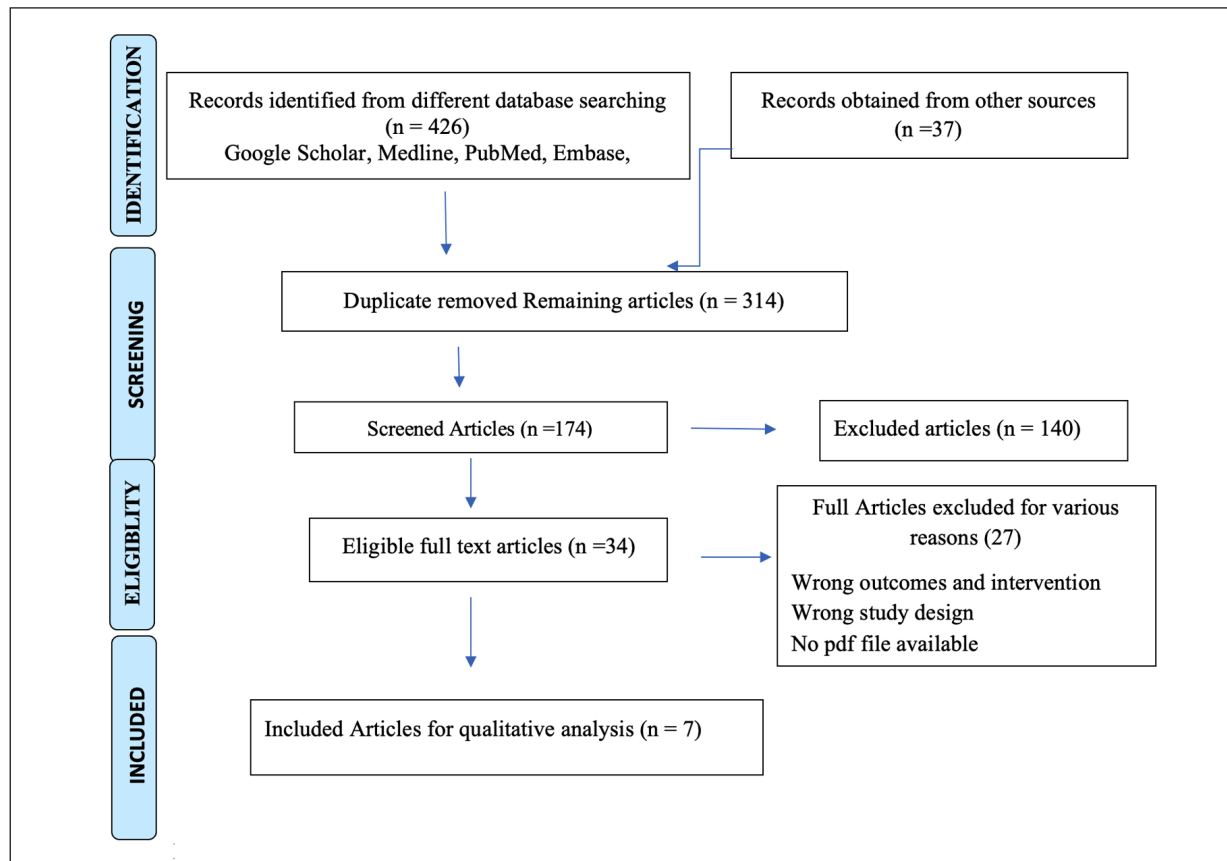 IDENTIFICATION
Records identified from different database searching
(n = 426)
Google Scholar, Medline, PubMed, Embase,
Records obtained from other sources
(n =37)
SCREENING
Duplicate removed Remaining articles (n = 314)
Screened Articles (n =174)
Excluded articles (n = 140)
ELIGIBLITY
Eligible full text articles (n =34)
Full Articles excluded for various
reasons (27)
Wrong outcomes and intervention
Wrong study design
No pdf file available
INCLUDED
Included Articles for qualitative analysis (n = 7)